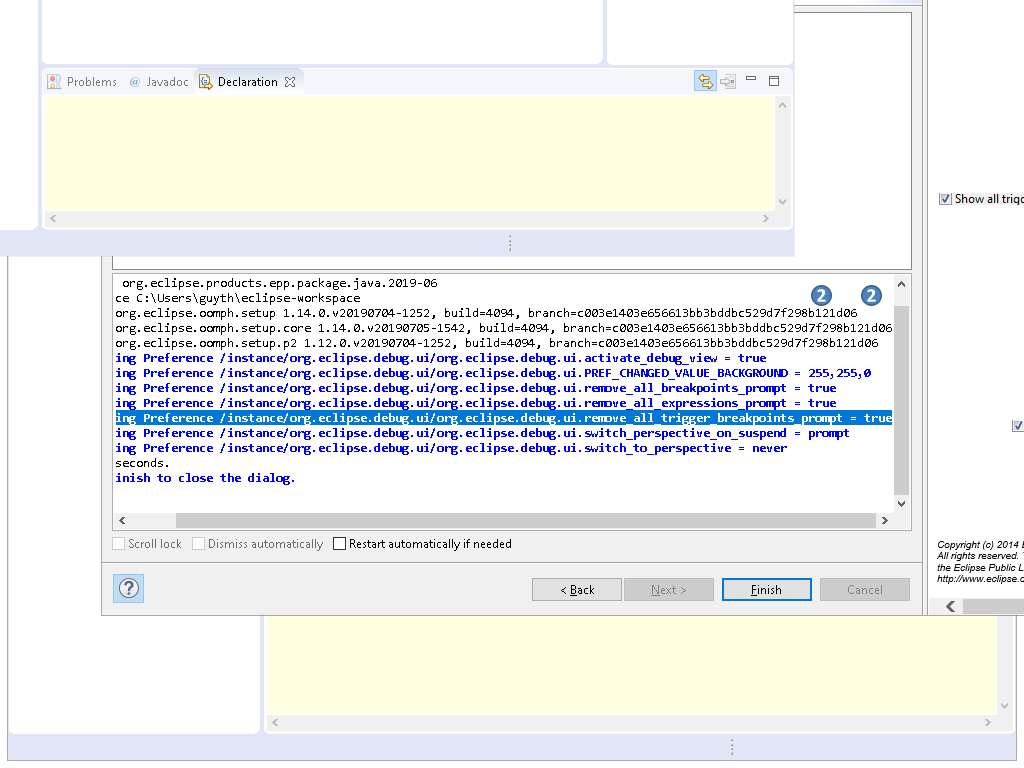 Problems @ Javadoc Declaration
Show all trigg
org.eclipse.products.epp.package.java.2019-06
ce C:\Users\guyth\eclipse-workspace
2 2
org.eclipse.oomph.setup 1.14.0.v20190704-1252, build=4094, branch=c003e1403e656613bb3bddbc529d7f298b121d06
org.eclipse.oomph.setup.core 1.14.0.v20190705-1542, build=4094, branch=c003e1403e656613bb3bddbc529d7f298b121d06
org.eclipse.oomph.setup.p2 1.12.0.v20190704-1252, build=4094, branch=c003e1403e656613bb3bddbc529d7f298b121d06
ing Preference /instance/org.eclipse.debug.ui/org.eclipse.debug.ui.activate_debug_view = true
ing Preference /instance/org.eclipse.debug.ui/org.eclipse.debug.ui.PREF_CHANGED_VALUE_BACKGROUND = 255,255,0
ing Preference /instance/org.eclipse.debug.ui/org.eclipse.debug.ui.remove_all_breakpoints_prompt = true
ing Preference /instance/org.eclipse.debug.ui/org.eclipse.debug.ui.remove_all_expressions_prompt = true
ing Preference /instance/org.eclipse.debug.ui/org.eclipse.debug.ui.remove_all_trigger_breakpoints_prompt = true
ing Preference /instance/org.eclipse.debug.ui/org.eclipse.debug.ui.switch_perspective_on_suspend = prompt
ing Preference /instance/org.eclipse.debug.ui/org.eclipse.debug.ui.switch_to_perspective = never
seconds.
inish to close the dialog.
Scroll lock Dismiss automatically Restart automatically if needed
Copyright (c) 2014
All rights reserved.
the Eclipse Public L
http://www.eclipse.o
? < Back Next > Finish Cancel